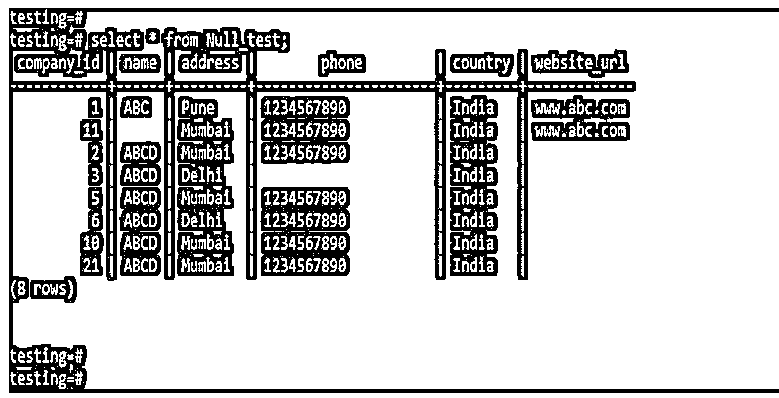 testing=#
testing=# select * from Null_test;
company_id | name | address | phone | country | website_url
1 | ABC | Pune | 1234567890 | India | www.abc.com
11 | | Mumbai | 1234567890 | India | www.abc.com
2 | ABCD | Mumbai | 1234567890 | India |
3 | ABCD | Delhi | | India |
5 | ABCD | Mumbai | 1234567890 | India |
6 | ABCD | Delhi | 1234567890 | India |
10 | ABCD | Mumbai | 1234567890 | India |
21 | ABCD | Mumbai | 1234567890 | India |
(8 rows)
testing=#
testing=#